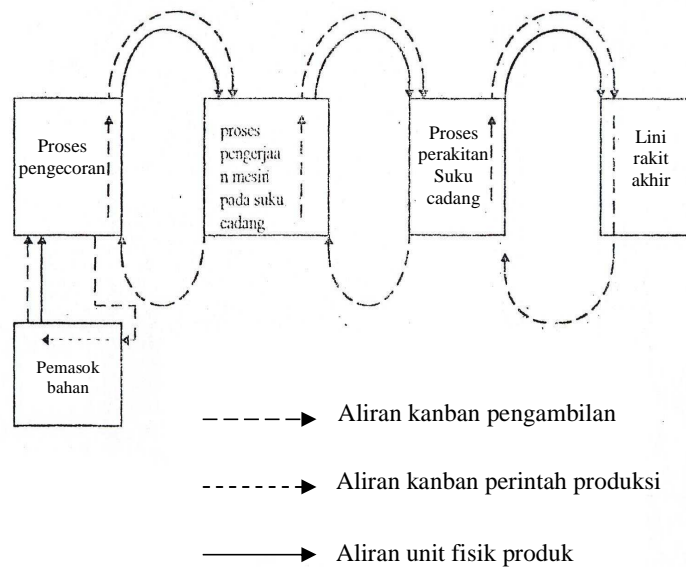 Proses
pengecoran
proses
pengerjaa
n mesin
pada suku
cadang
Proses
perakitan
Suku
cadang
Lini
rakit
akhir
Pemasok
bahan
Aliran kanban pengambilan
Aliran kanban perintah produksi
Aliran unit fisik produk